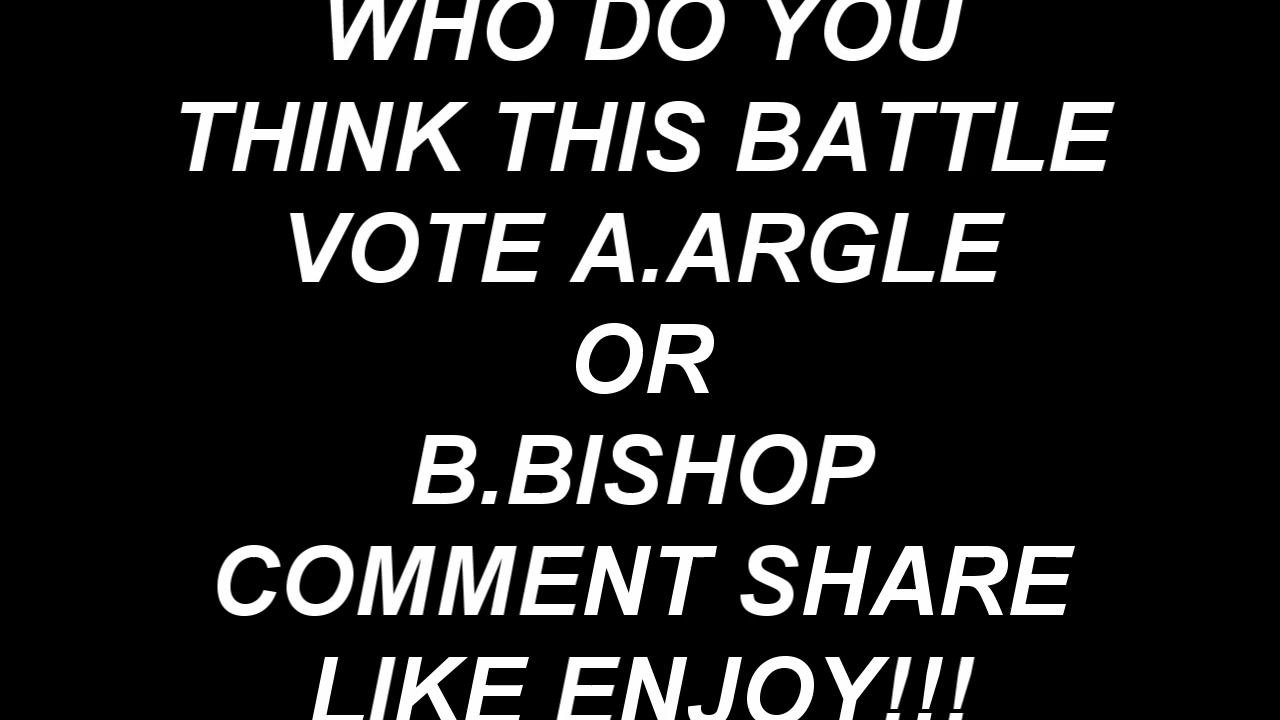 WHO DO YOU
THINK THIS BATTLE
VOTE A.ARGLE
OR
B.BISHOP
COMMENT SHARE
LIKE ENJOY!!!